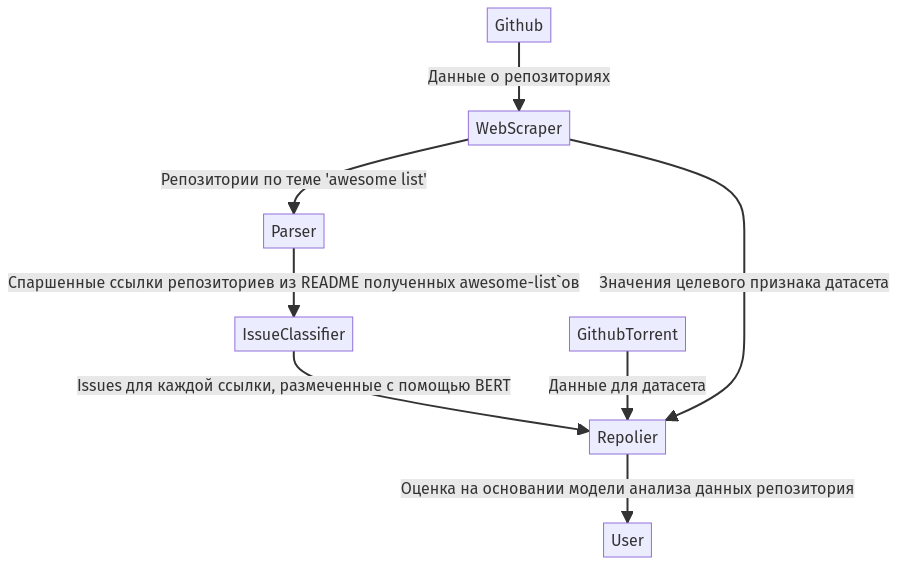 Github
Данные о репозиториях
WebScraper
Репозитории по теме 'awesome list'
Parser
Спаршенные ссылки репозиториев из README полученных awesome-list`ов
Значения целевого признака датасета
IssueClassifier
GithubTorrent
Issues для каждой ссылки, размеченные с помощью BERT
Данные для датасета
Repolier
Оценка на основании модели анализа данных репозитория
User